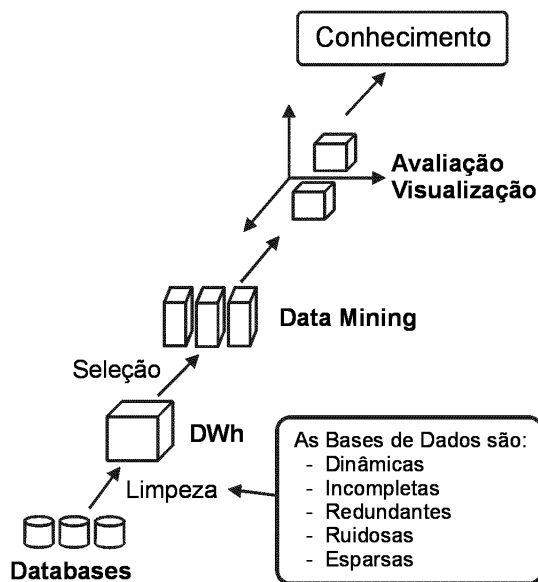 Conhecimento
Avaliação
Visualização
Data Mining
Seleção
DWh
Limpeza
As Bases de Dados são:
- Dinâmicas
- Incompletas
- Redundantes
- Ruidosas
- Esparsas
Databases